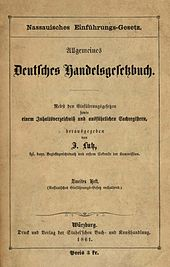 Nassauisches Einführungs-Gesetz.
Allgemeines
Deutsches Handelsgesetzbuch.
Nebst den Einführungsgesetzen
sowie
einem Inhaltsverzeichniß und ausführlichen Sachregister,
herausgegeben
von
J. Lutz,
kgl. bayr.
Zweites Heft.
(Nassauisches Einführungs-Gesetz enthaltend.)
Würzburg.
Druck und Verlag der Stahel'schen Buch- und Kunsthandlung.
1861.
Preis 3 kr.